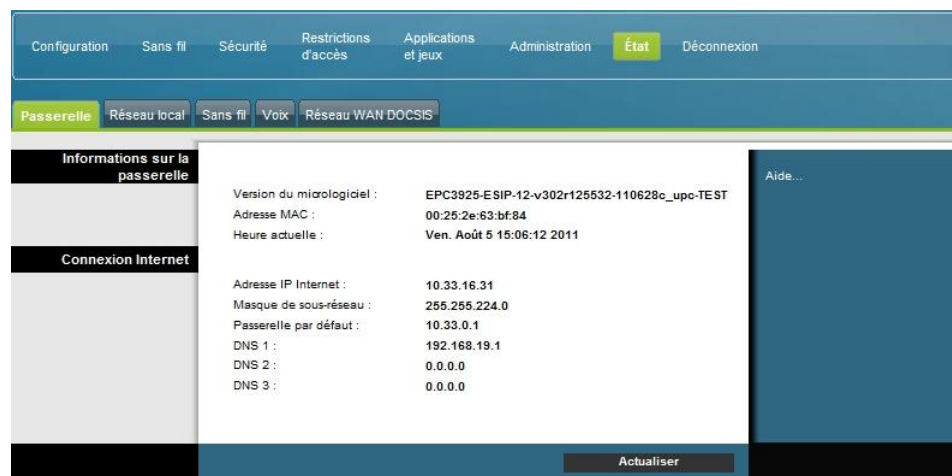 Configuration Sans fil Sécurité Restrictions d'accès Applications et jeux Administration État Déconnexion
Passerelle Réseau local Sans fil Voix Réseau WAN DOCSIS
Informations sur la passerelle
Aide...
Version du micrologiciel : EPC3925-ESIP-12-v302r125532-110628c_upc-TEST
Adresse MAC : 00:25:2e:63:bf:84
Heure actuelle : Ven. Août 5 15:06:12 2011
Connexion Internet
Adresse IP Internet : 10.33.16.31
Masque de sous-réseau : 255.255.224.0
Passerelle par défaut : 10.33.0.1
DNS 1 : 192.168.19.1
DNS 2 : 0.0.0.0
DNS 3 : 0.0.0.0
Actualiser